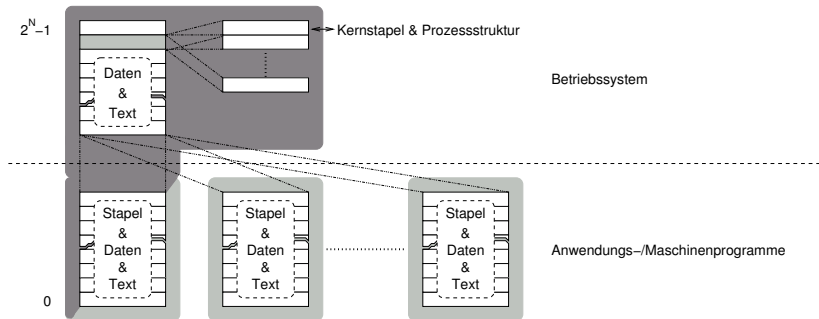 2^N−1
Kernstapel & Prozessstruktur
Daten
&
Text
Betriebssystem
Stapel
&
Daten
&
Text
Stapel
&
Daten
&
Text
Stapel
&
Daten
&
Text
Anwendungs−/Maschinenprogramme
0